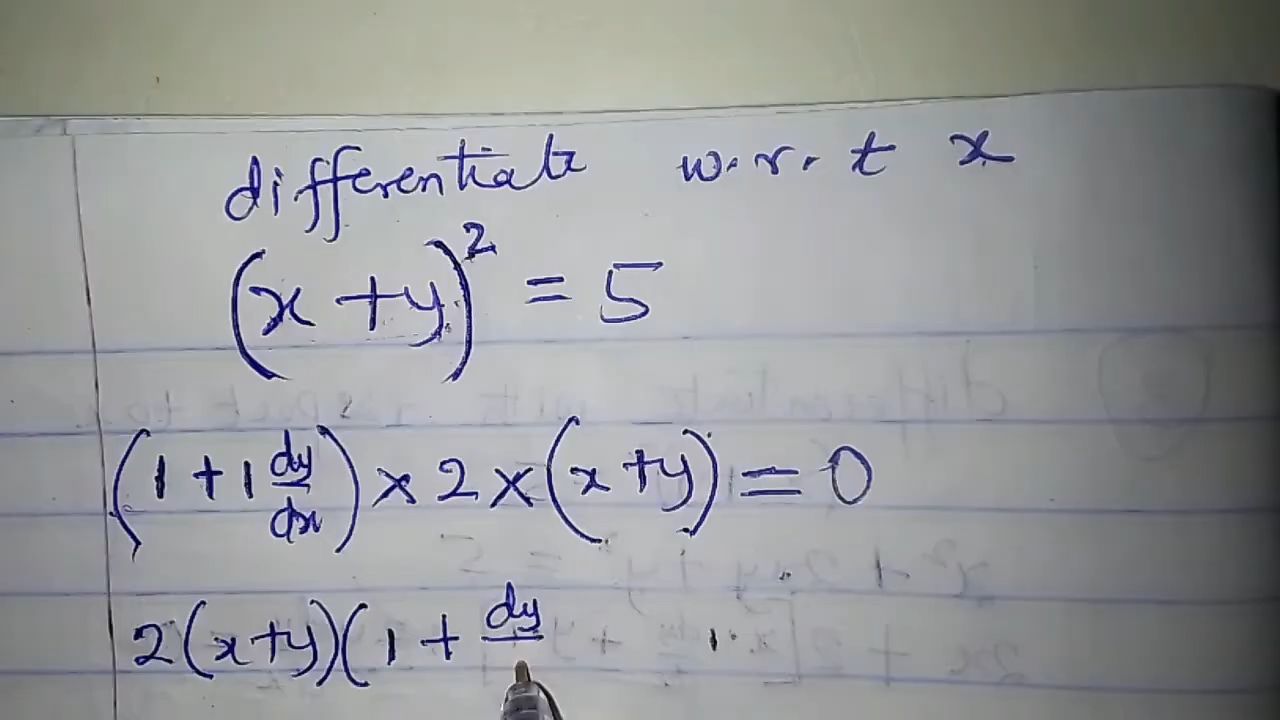 differentiate w.r.t x
(x + y)² = 5
(1 + 1 dy/dx) × 2 × (x + y) = 0
2(x + y)(1 + dy/